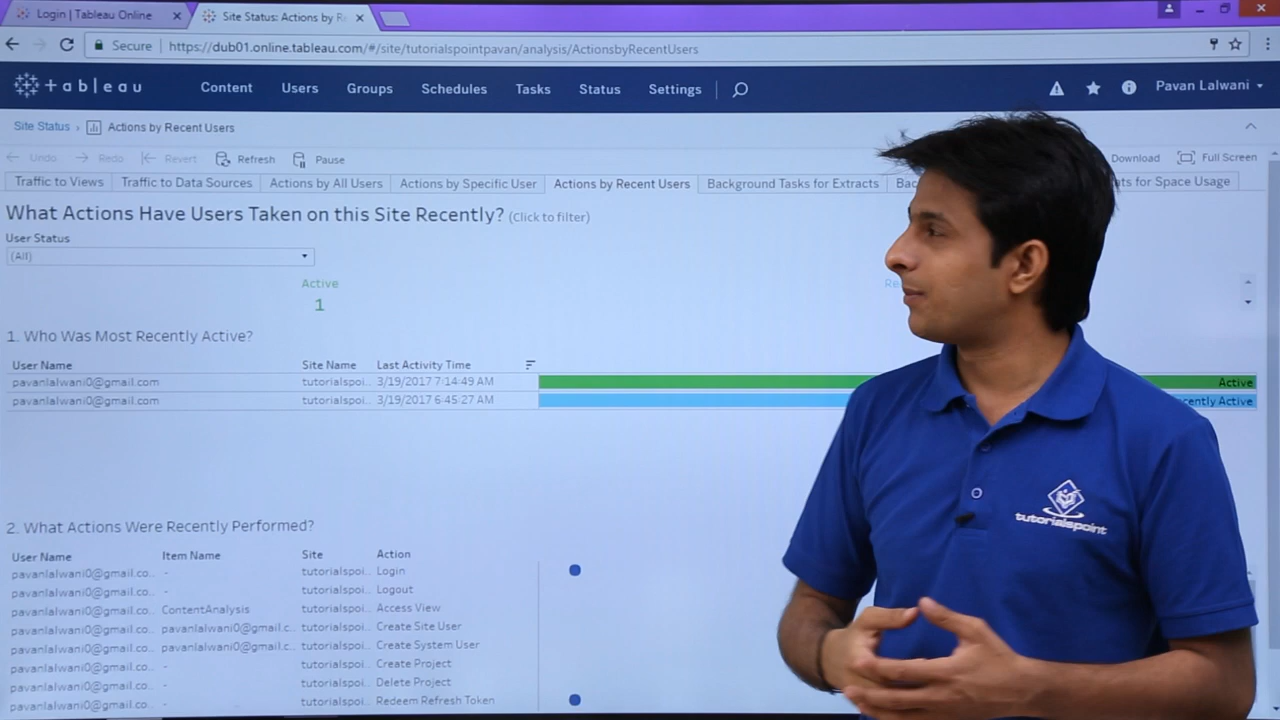 Login | Tableau Online
Site Status: Actions by Re
Secure https://dub01.online.tableau.com/#/site/tutorialspointpavan/analysis/ActionsbyRecentUsers
+ableau Content Users Groups Schedules Tasks Status Settings Pavan Lalwani
Site Status › Actions by Recent Users
Undo Redo Revert Refresh Pause Download Full Screen
Traffic to Views Traffic to Data Sources Actions by All Users Actions by Specific User Actions by Recent Users Background Tasks for Extracts for Space Usage
What Actions Have Users Taken on this Site Recently? (Click to filter)
User Status
(All)
Active
1
1. Who Was Most Recently Active?
User Name Site Name Last Activity Time
pavanlalwani0@gmail.com tutorialspoi.. 3/19/2017 7:14:49 AM Active
pavanlalwani0@gmail.com tutorialspoi.. 3/19/2017 6:45:27 AM cently Active
2. What Actions Were Recently Performed?
User Name Item Name Site Action
pavanlalwani0@gmail.co.. - tutorialspoi.. Login
pavanlalwani0@gmail.co.. - tutorialspoi.. Logout
pavanlalwani0@gmail.co.. ContentAnalysis tutorialspoi.. Access View
pavanlalwani0@gmail.co.. pavanlalwani0@gmail.c.. tutorialspoi.. Create Site User
pavanlalwani0@gmail.co.. pavanlalwani0@gmail.c.. tutorialspoi.. Create System User
pavanlalwani0@gmail.co.. - tutorialspoi.. Create Project
pavanlalwani0@gmail.co.. - tutorialspoi.. Delete Project
pavanlalwani0@gmail.co.. - tutorialspoi.. Redeem Refresh Token
tutorialspoint